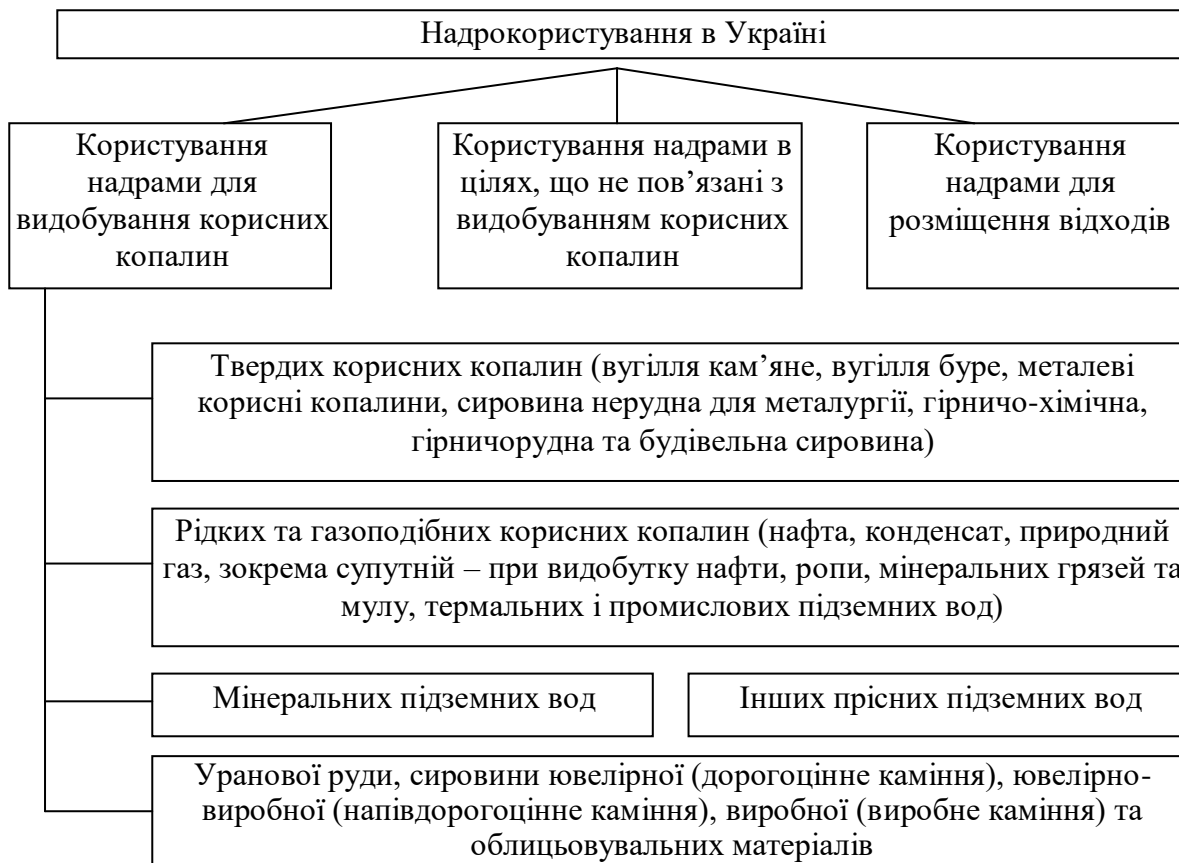 Надрокористування в Україні
Користування
надрами для
видобування корисних
копалин
Користування надрами в
цілях, що не пов’язані з
видобуванням корисних
копалин
Користування
надрами для
розміщення відходів
Твердих корисних копалин (вугілля кам’яне, вугілля буре, металеві
корисні копалини, сировина нерудна для металургії, гірничо-хімічна,
гірничорудна та будівельна сировина)
Рідких та газоподібних корисних копалин (нафта, конденсат, природний
газ, зокрема супутній – при видобутку нафти, ропи, мінеральних грязей та
мулу, термальних і промислових підземних вод)
Мінеральних підземних вод
Інших прісних підземних вод
Уранової руди, сировини ювелірної (дорогоцінне каміння), ювелірно-
виробної (напівдорогоцінне каміння), виробної (виробне каміння) та
облицьовувальних матеріалів